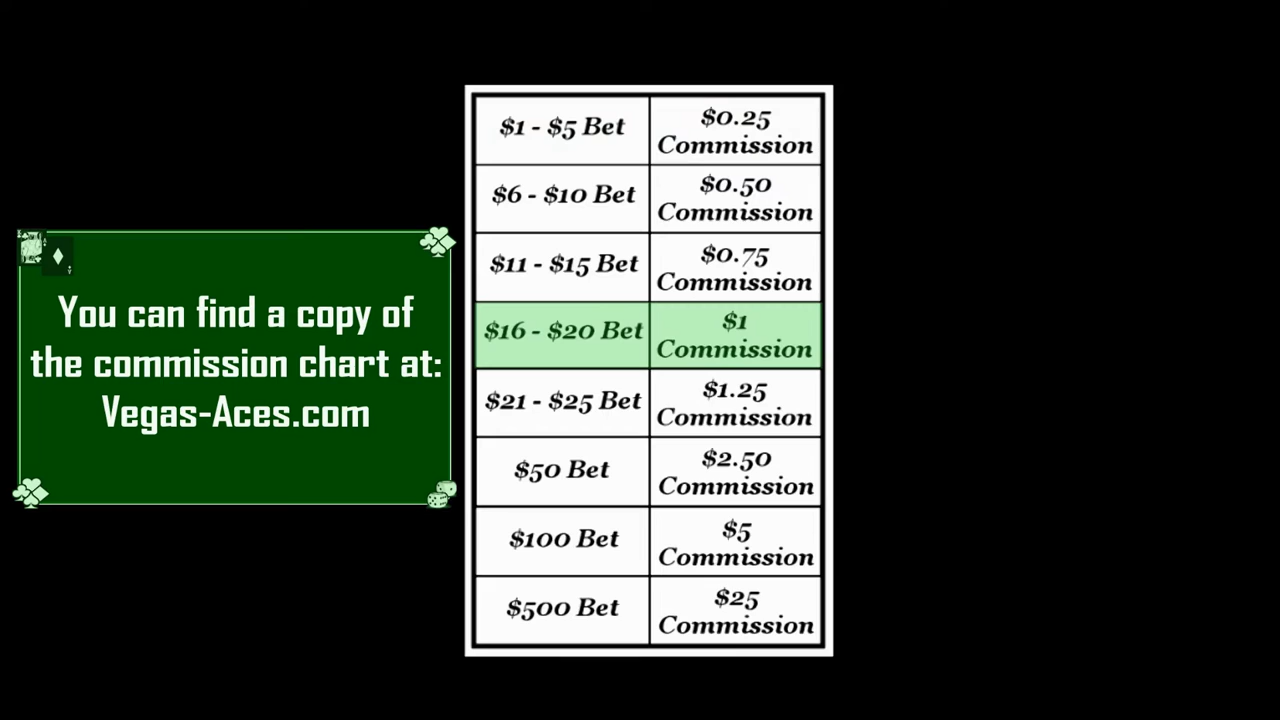 You can find a copy of
the commission chart at:
Vegas-Aces.com
$1 - $5 Bet
$0.25
Commission
$6 - $10 Bet
$0.50
Commission
$11 - $15 Bet
$0.75
Commission
$16 - $20 Bet
$1
Commission
$21 - $25 Bet
$1.25
Commission
$50 Bet
$2.50
Commission
$100 Bet
$5
Commission
$500 Bet
$25
Commission